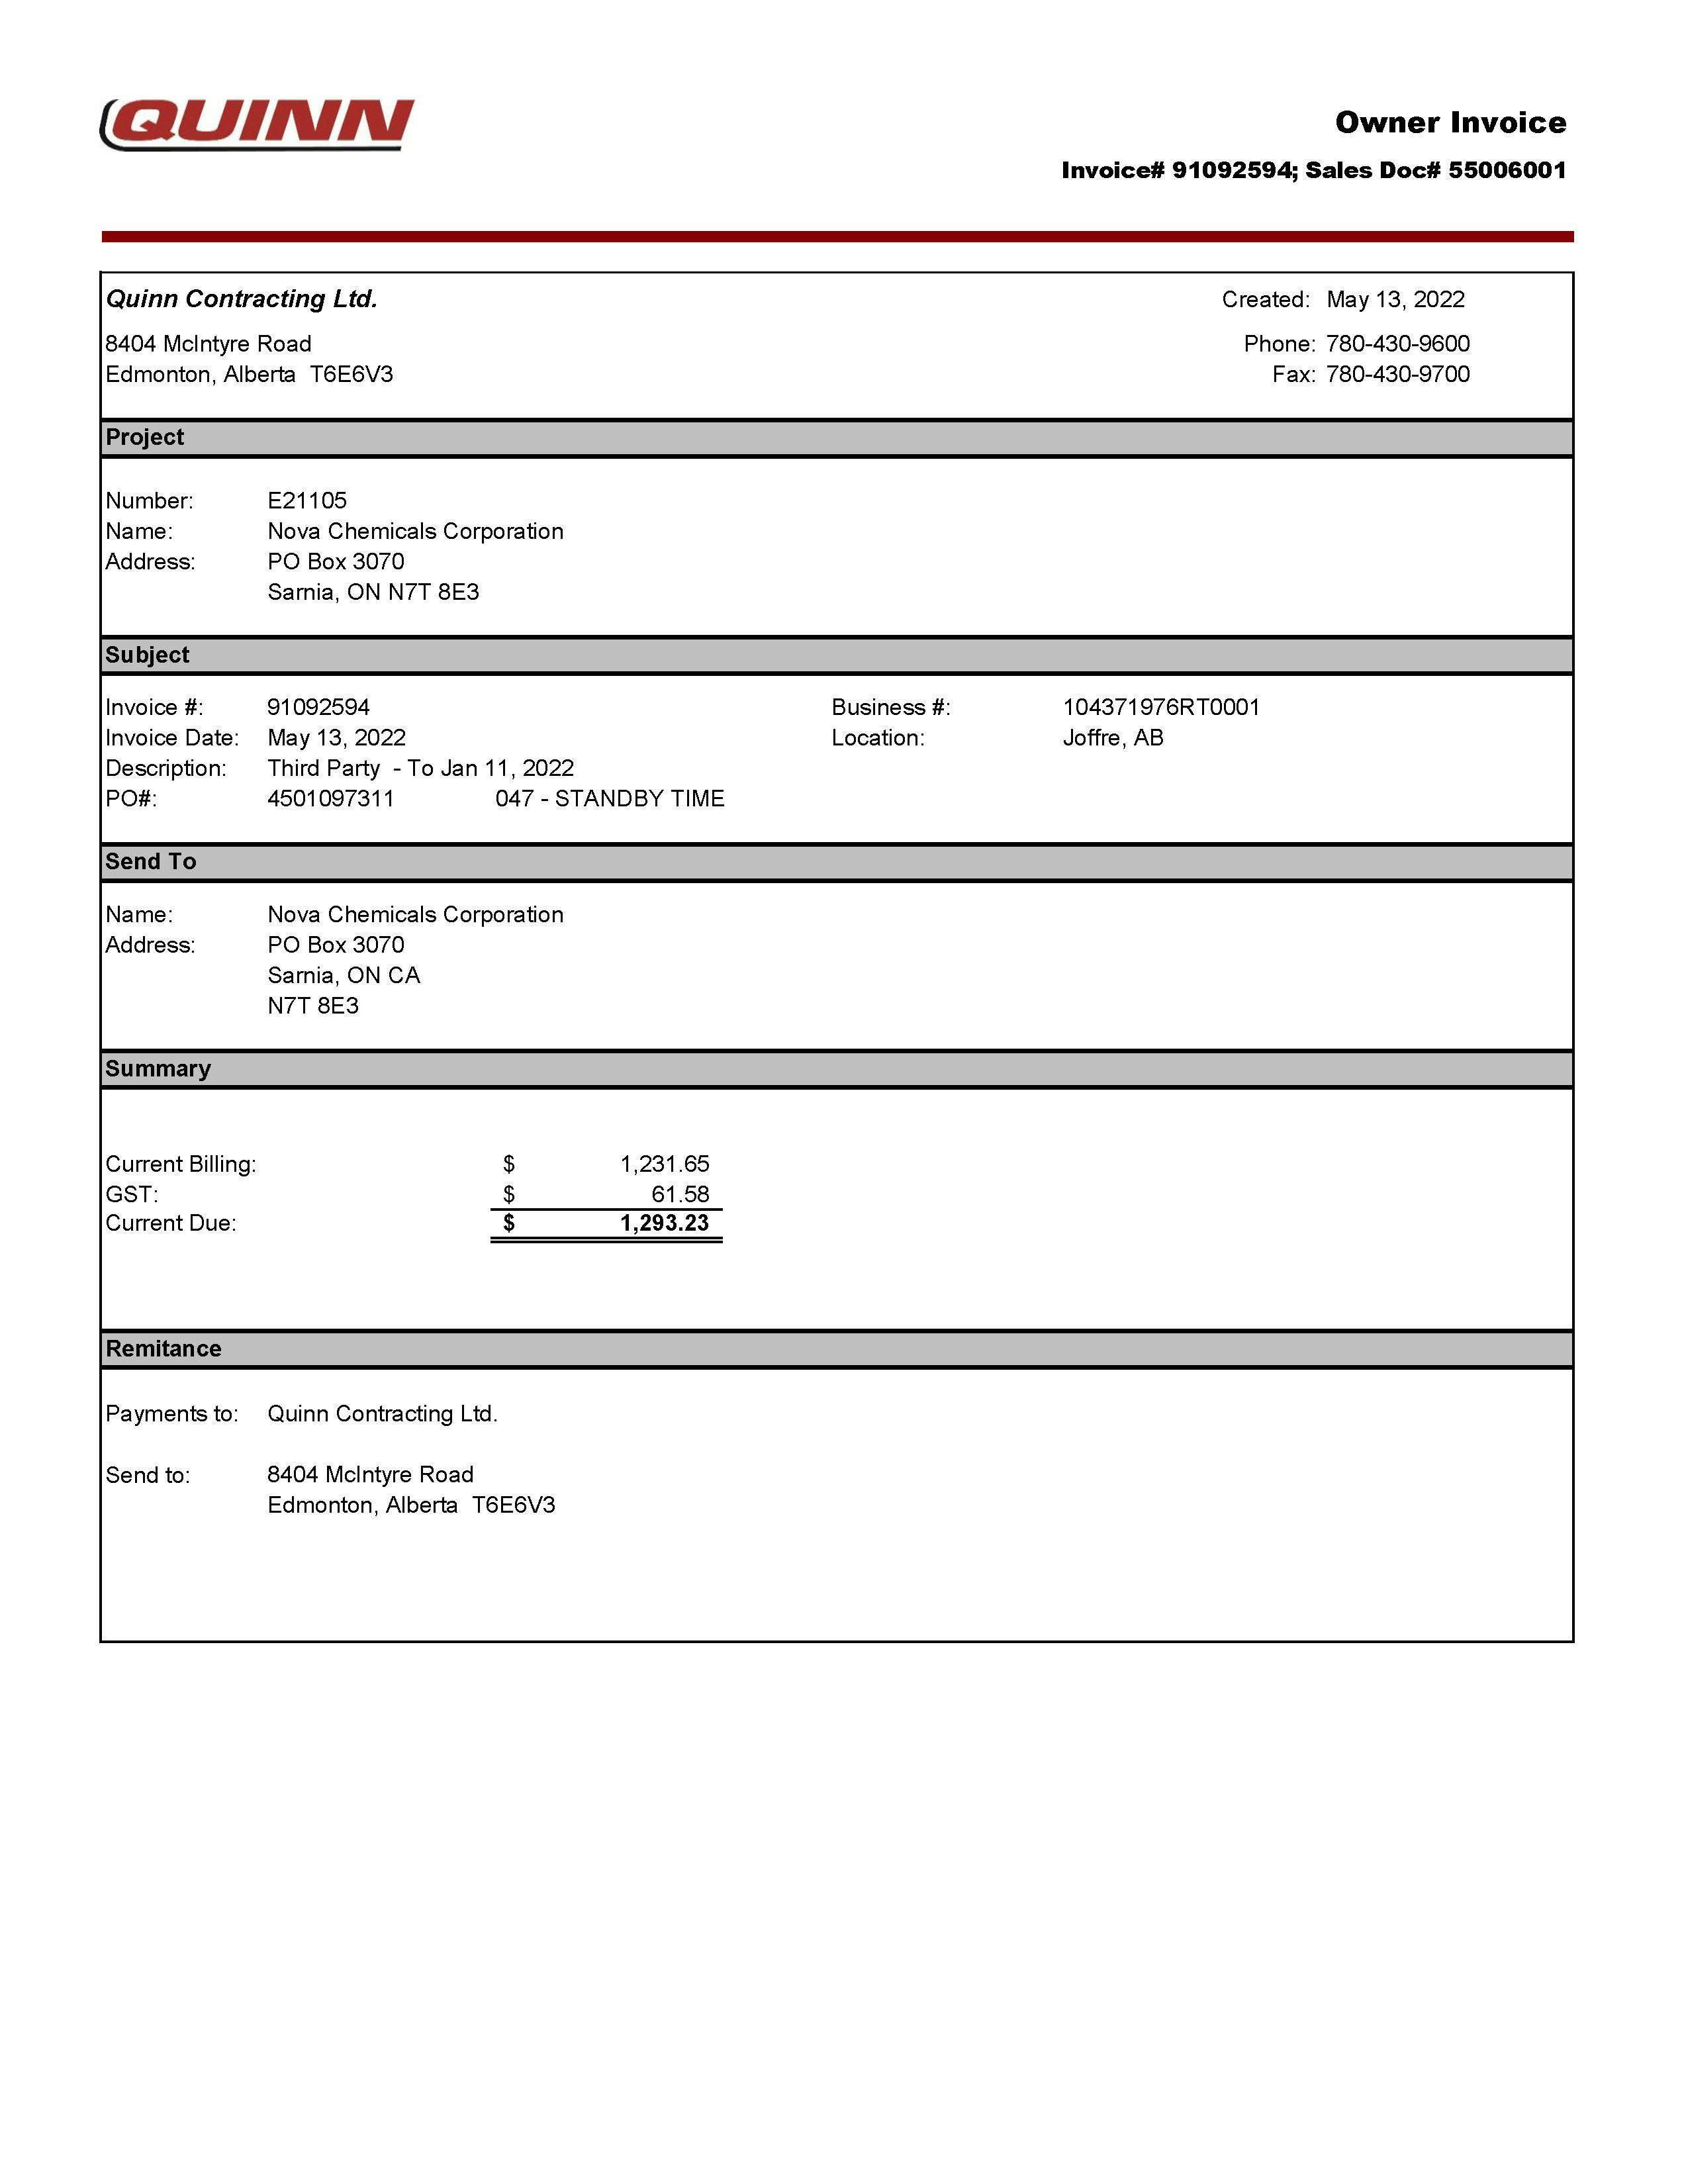 QUINN
Owner Invoice
Invoice# 91092594; Sales Doc# 55006001
Quinn Contracting Ltd. Created: May 13, 2022
8404 McIntyre Road Phone: 780-430-9600
Edmonton, Alberta T6E6V3 Fax: 780-430-9700
Project
Number: E21105
Name: Nova Chemicals Corporation
Address: PO Box 3070
Sarnia, ON N7T 8E3
Subject
Invoice #: 91092594 Business #: 104371976RT0001
Invoice Date: May 13, 2022 Location: Joffre, AB
Description: Third Party - To Jan 11, 2022
PO#: 4501097311 047 - STANDBY TIME
Send To
Name: Nova Chemicals Corporation
Address: PO Box 3070
Sarnia, ON CA
N7T 8E3
Summary
Current Billing: $ 1,231.65
GST: $ 61.58
Current Due: $ 1,293.23
Remitance
Payments to: Quinn Contracting Ltd.
Send to: 8404 McIntyre Road
Edmonton, Alberta T6E6V3